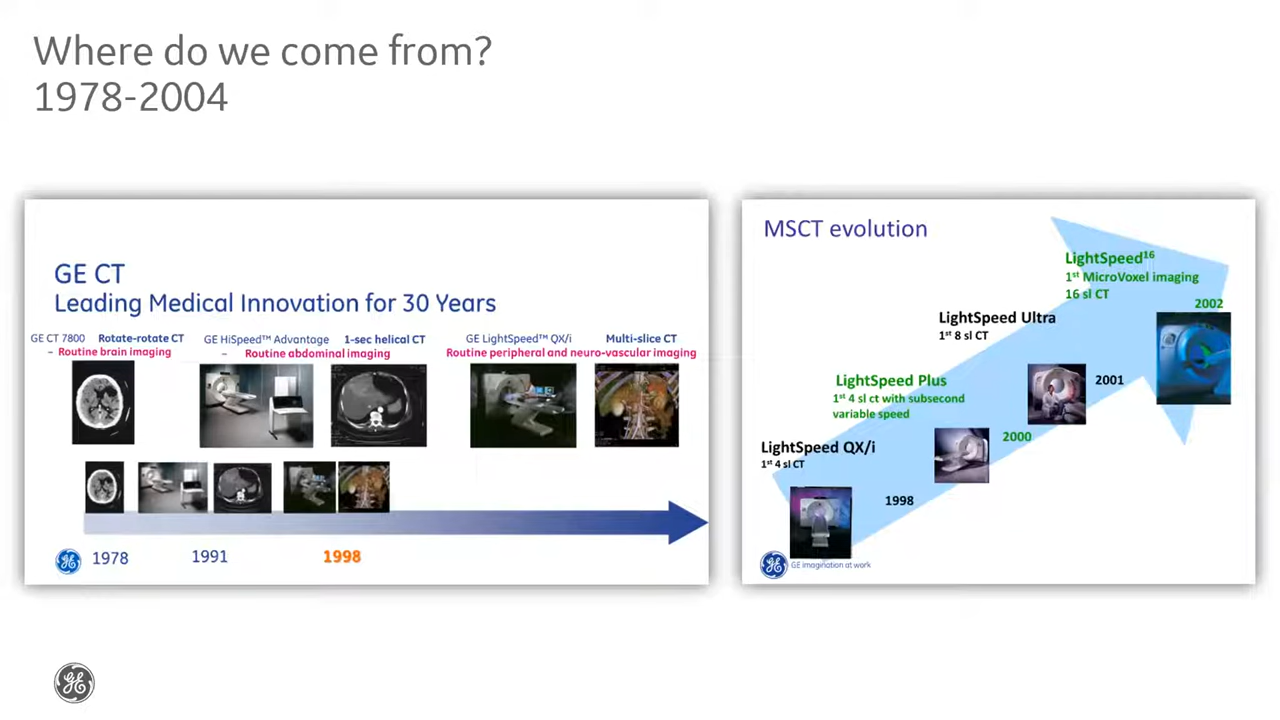 Where do we come from?
1978-2004
GE CT
Leading Medical Innovation for 30 Years
GE CT 7800 Rotate-rotate CT
– Routine brain imaging
GE HiSpeed™ Advantage 1-sec helical CT
– Routine abdominal imaging
GE LightSpeed™ QX/i Multi-slice CT
Routine peripheral and neuro-vascular imaging
1978 1991 1998
MSCT evolution
LightSpeed¹⁶
1ˢᵗ MicroVoxel imaging
16 sl CT
2002
LightSpeed Ultra
1ˢᵗ 8 sl CT
2001
LightSpeed Plus
1ˢᵗ 4 sl ct with subsecond
variable speed
2000
LightSpeed QX/i
1ˢᵗ 4 sl CT
1998
GE imagination at work